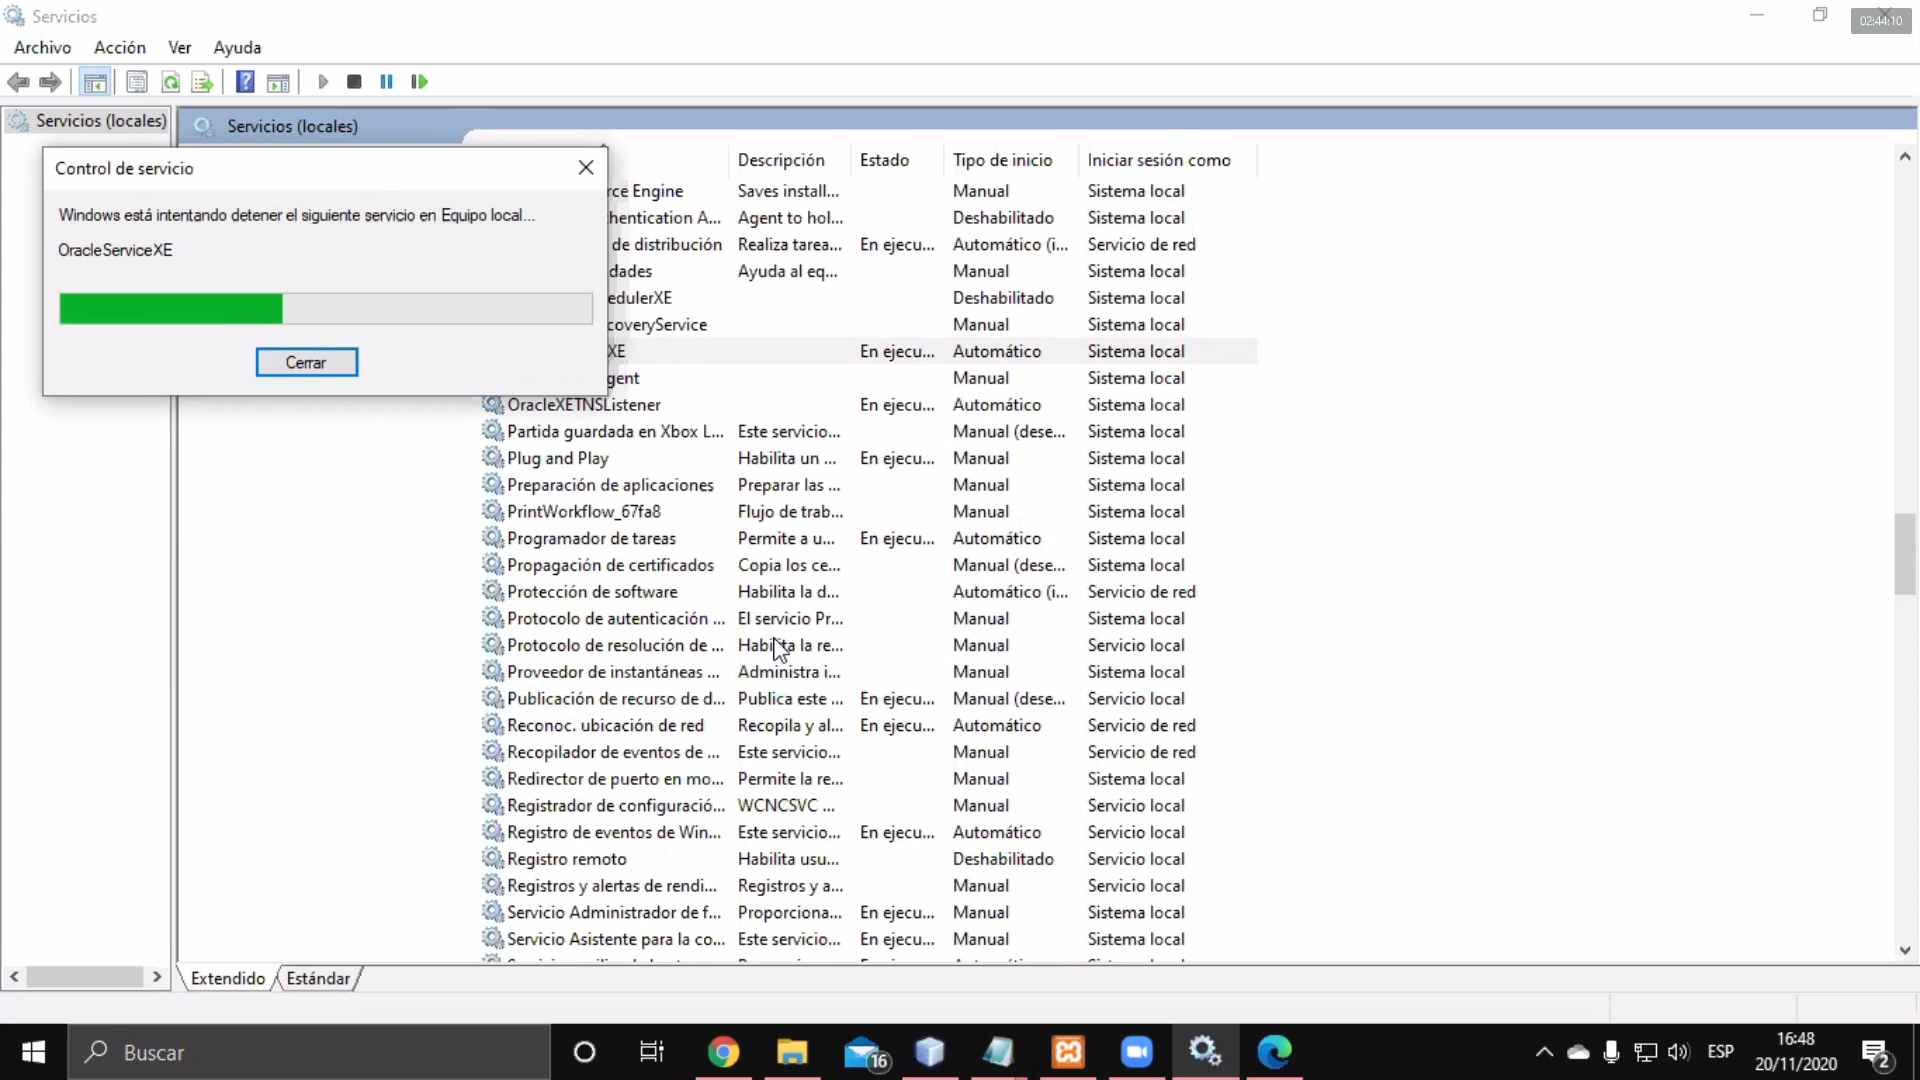 Servicios
02:44:10
Archivo Acción Ver Ayuda
Servicios (locales)
Servicios (locales)
Control de servicio
Windows está intentando detener el siguiente servicio en Equipo local...
OracleServiceXE
Cerrar
Descripción Estado Tipo de inicio Iniciar sesión como
rce Engine Saves install... Manual Sistema local
hentication A... Agent to hol... Deshabilitado Sistema local
de distribución Realiza tarea... En ejecu... Automático (i... Servicio de red
dades Ayuda al eq... Manual Sistema local
edulerXE Deshabilitado Sistema local
coveryService Manual Sistema local
XE En ejecu... Automático Sistema local
gent Manual Sistema local
OracleXETNSListener En ejecu... Automático Sistema local
Partida guardada en Xbox L... Este servicio... Manual (dese... Sistema local
Plug and Play Habilita un ... En ejecu... Manual Sistema local
Preparación de aplicaciones Preparar las ... Manual Sistema local
PrintWorkflow_67fa8 Flujo de trab... Manual Sistema local
Programador de tareas Permite a u... En ejecu... Automático Sistema local
Propagación de certificados Copia los ce... Manual (dese... Sistema local
Protección de software Habilita la d... Automático (i... Servicio de red
Protocolo de autenticación ... El servicio Pr... Manual Sistema local
Protocolo de resolución de ... Habilita la re... Manual Servicio local
Proveedor de instantáneas ... Administra i... Manual Sistema local
Publicación de recurso de d... Publica este ... En ejecu... Manual (dese... Servicio local
Reconoc. ubicación de red Recopila y al... En ejecu... Automático Servicio de red
Recopilador de eventos de ... Este servicio... Manual Servicio de red
Redirector de puerto en mo... Permite la re... Manual Sistema local
Registrador de configuració... WCNCSVC ... Manual Servicio local
Registro de eventos de Win... Este servicio... En ejecu... Automático Servicio local
Registro remoto Habilita usu... Deshabilitado Servicio local
Registros y alertas de rendi... Registros y a... Manual Servicio local
Servicio Administrador de f... Proporciona... En ejecu... Manual Sistema local
Servicio Asistente para la co... Este servicio... En ejecu... Manual Sistema local
Extendido Estándar
Buscar
16
ESP
16:48
20/11/2020
2